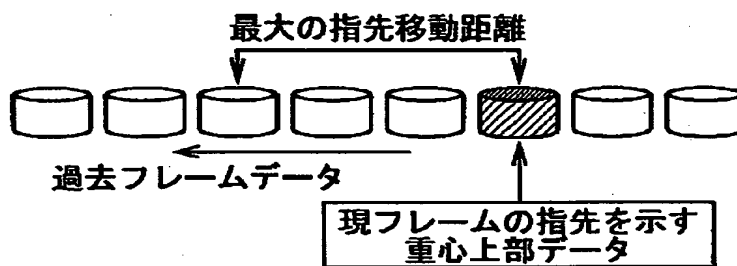 最大の指先移動距離
過去フレームデータ
現フレームの指先を示す
重心上部データ